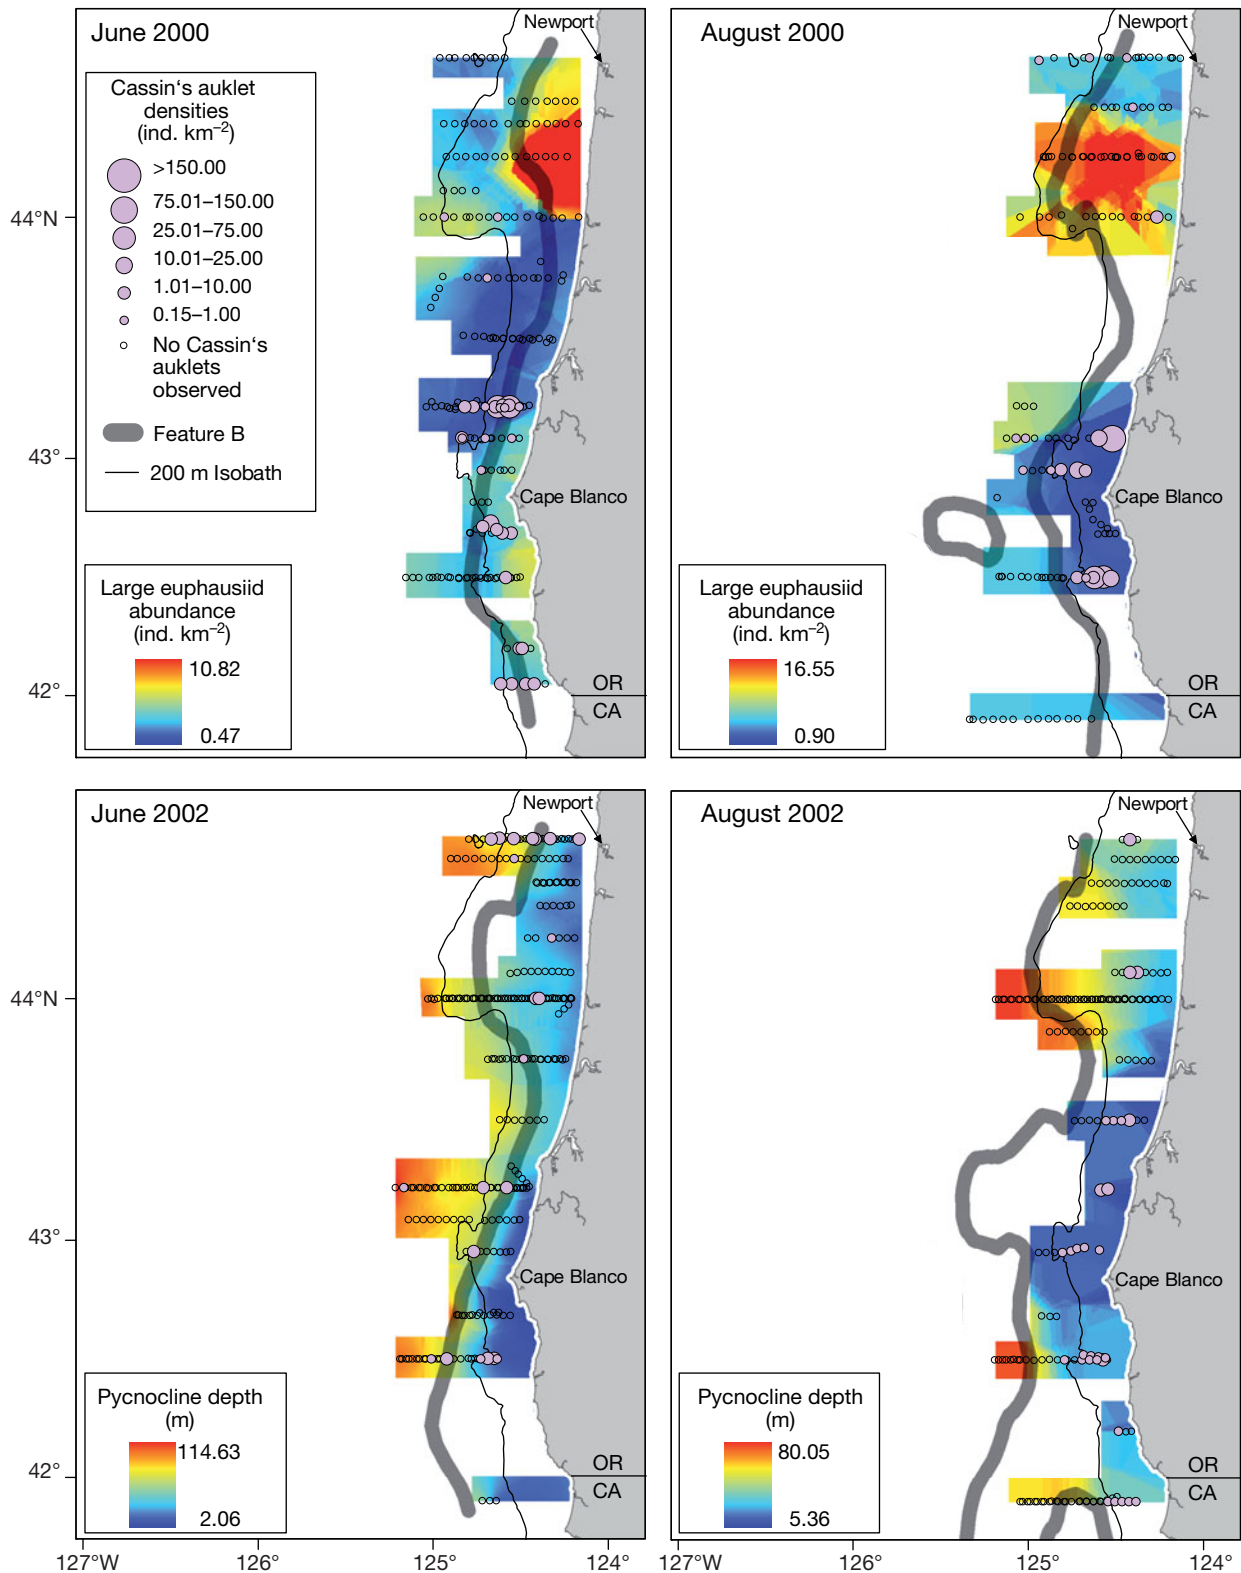 June 2000
Newport
Cassin's auklet
densities
(ind. km⁻²)
>150.00
75.01–150.00
25.01–75.00
10.01–25.00
1.01–10.00
0.15–1.00
No Cassin's
auklets
observed
Feature B
200 m Isobath
Large euphausiid
abundance
(ind. km⁻²)
10.82
0.47
44°N
43°
42°
Cape Blanco
OR
CA
August 2000
Newport
Cape Blanco
Large euphausiid
abundance
(ind. km⁻²)
16.55
0.90
OR
CA
June 2002
Newport
44°N
43°
42°
Cape Blanco
Pycnocline depth
(m)
114.63
2.06
OR
CA
127°W
126°
125°
124°
August 2002
Newport
Cape Blanco
Pycnocline depth
(m)
80.05
5.36
OR
CA
127°W
126°
125°
124°